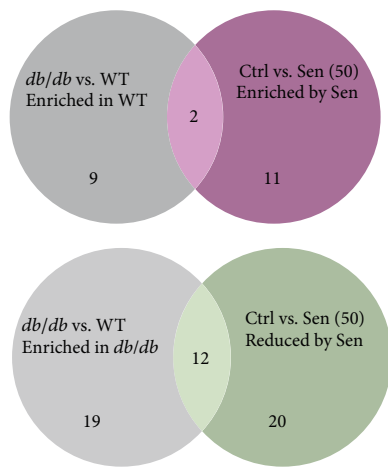 db/db vs. WT
Enriched in WT
Ctrl vs. Sen (50)
Enriched by Sen
2
9
11
db/db vs. WT
Enriched in db/db
Ctrl vs. Sen (50)
Reduced by Sen
12
19
20